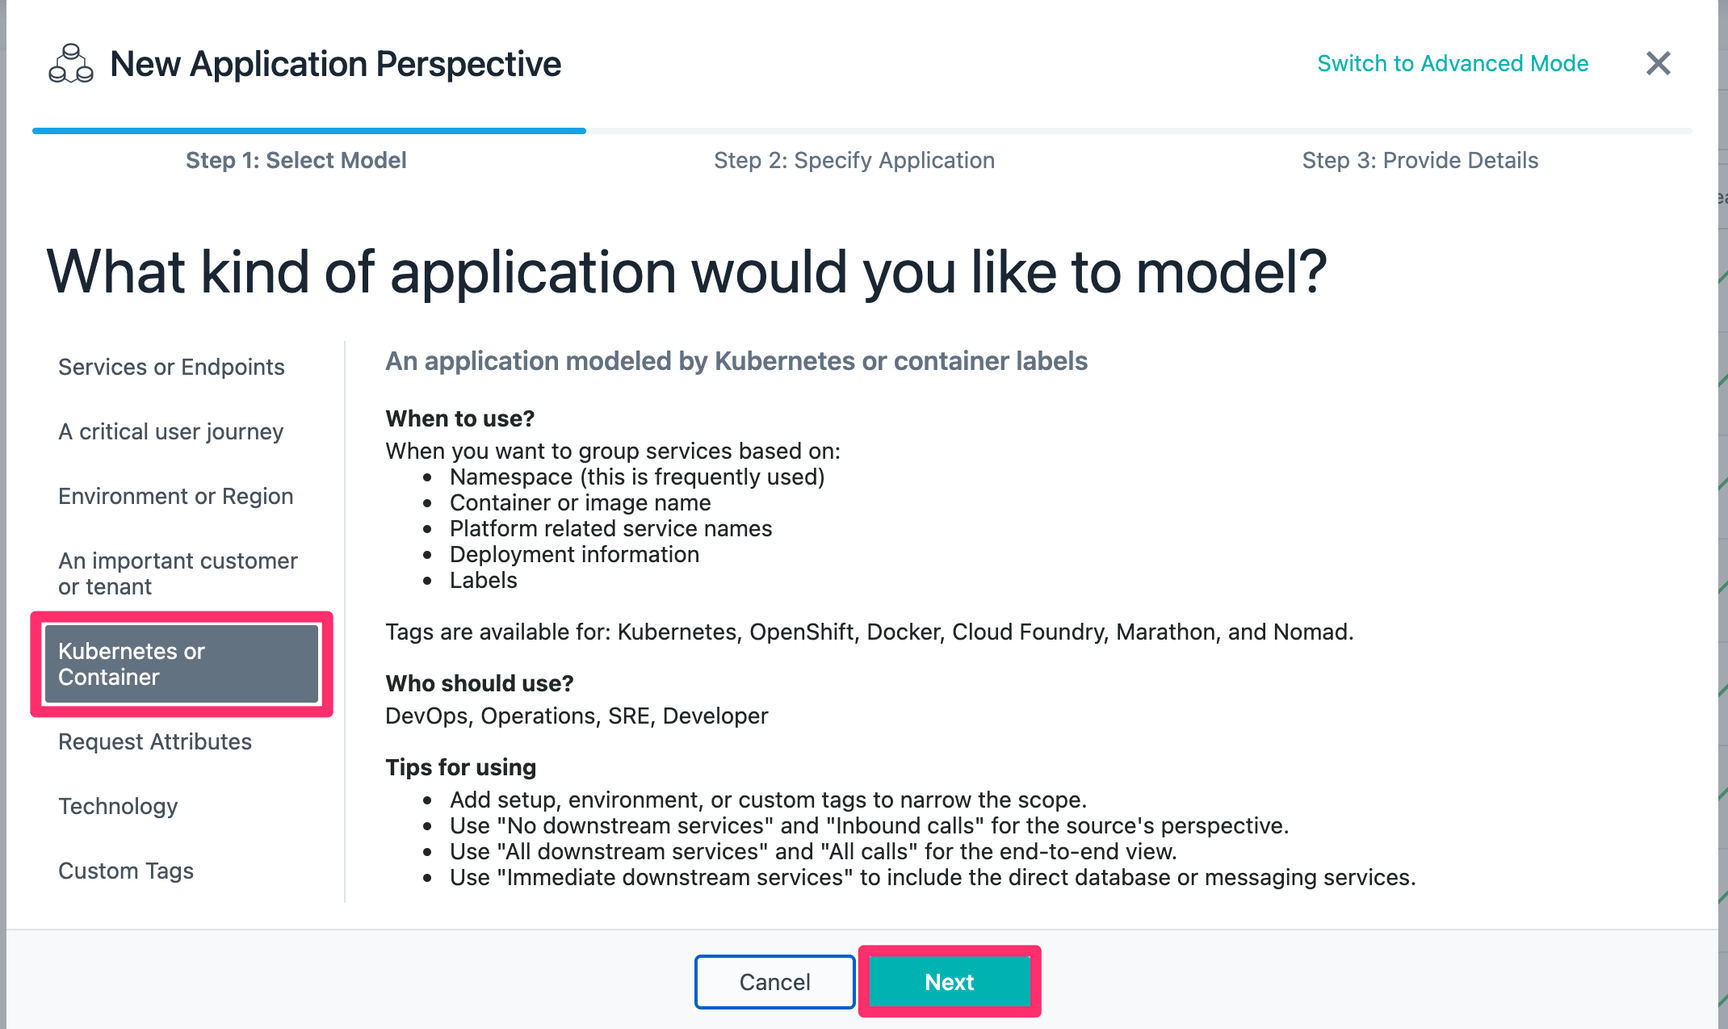 New Application Perspective
Switch to Advanced Mode
Step 1: Select Model
Step 2: Specify Application
Step 3: Provide Details
What kind of application would you like to model?
Services or Endpoints
A critical user journey
Environment or Region
An important customer
or tenant
Kubernetes or
Container
Request Attributes
Technology
Custom Tags
An application modeled by Kubernetes or container labels
When to use?
When you want to group services based on:
• Namespace (this is frequently used)
• Container or image name
• Platform related service names
• Deployment information
• Labels
Tags are available for: Kubernetes, OpenShift, Docker, Cloud Foundry, Marathon, and Nomad.
Who should use?
DevOps, Operations, SRE, Developer
Tips for using
• Add setup, environment, or custom tags to narrow the scope.
• Use "No downstream services" and "Inbound calls" for the source's perspective.
• Use "All downstream services" and "All calls" for the end-to-end view.
• Use "Immediate downstream services" to include the direct database or messaging services.
Cancel
Next